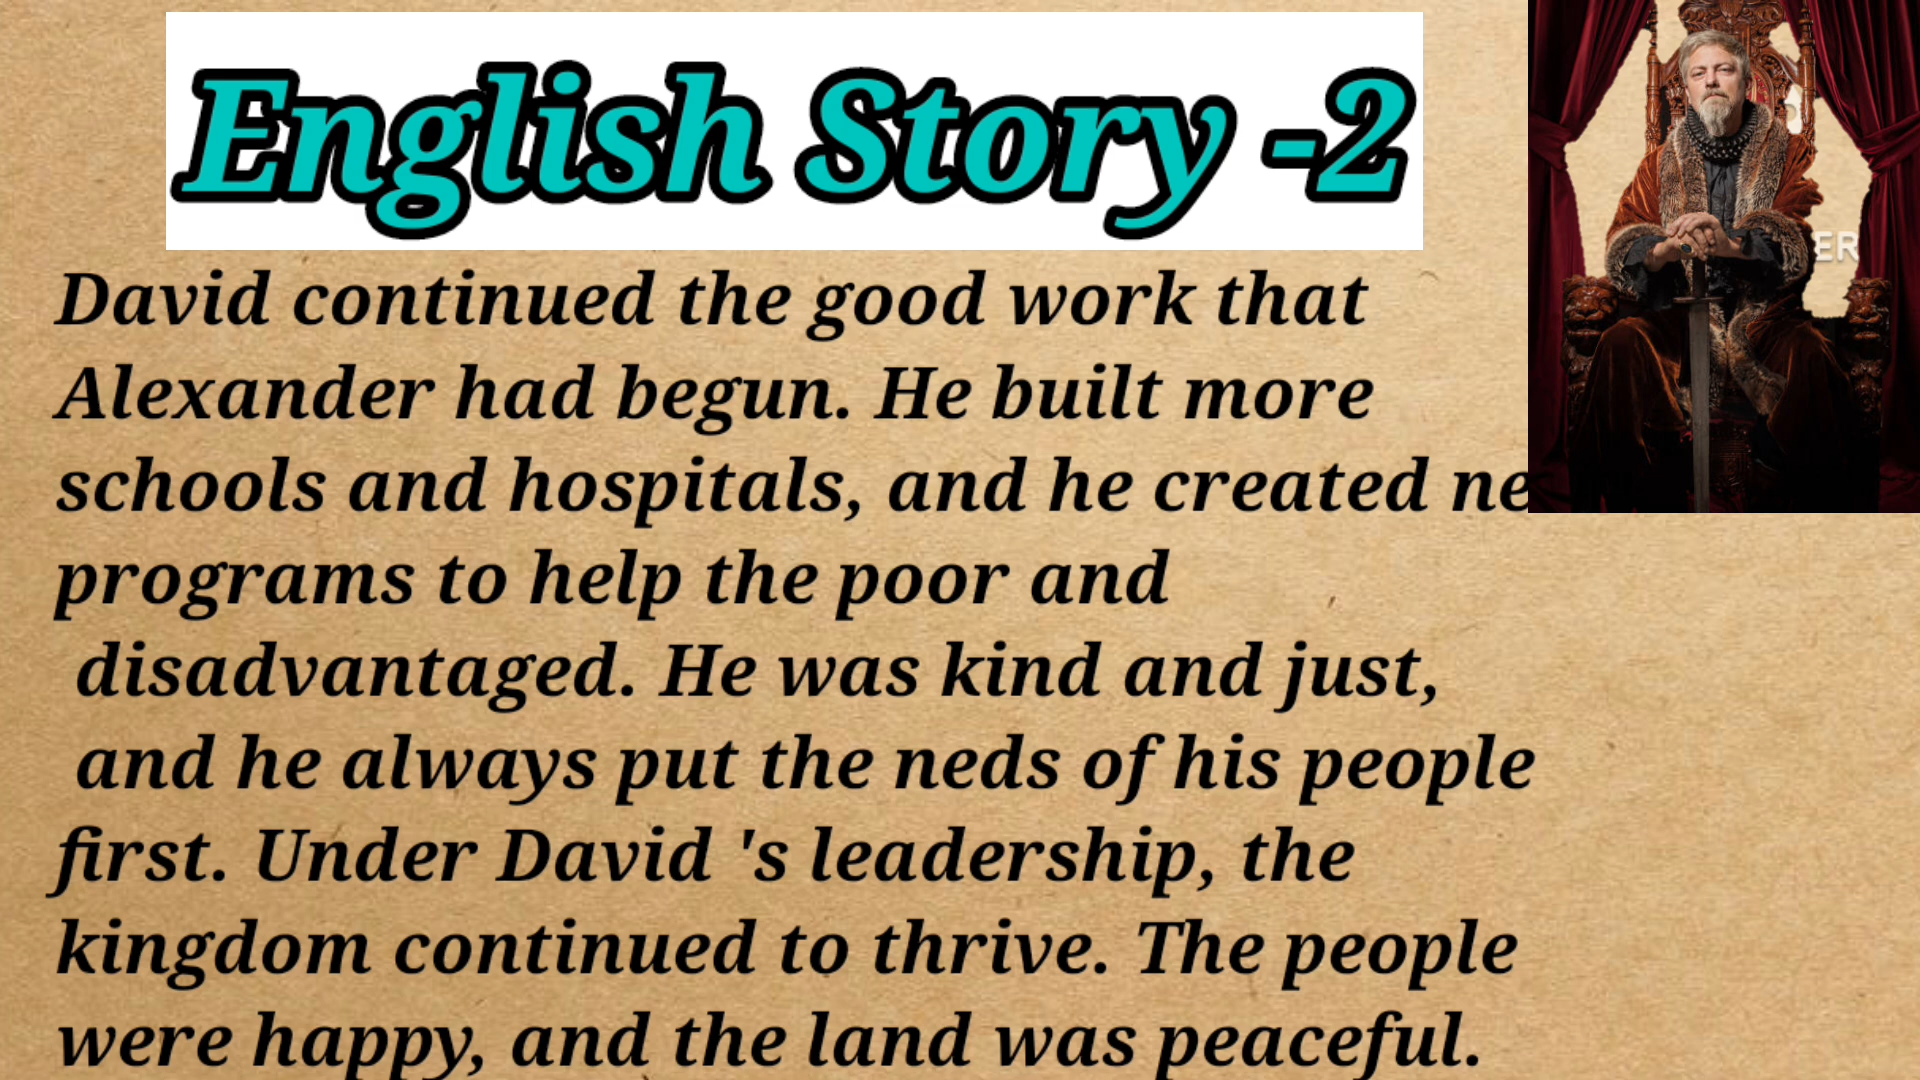 English Story -2
ER
David continued the good work that
Alexander had begun. He built more
schools and hospitals, and he created ne
programs to help the poor and
disadvantaged. He was kind and just,
and he always put the neds of his people
first. Under David 's leadership, the
kingdom continued to thrive. The people
were happy, and the land was peaceful.